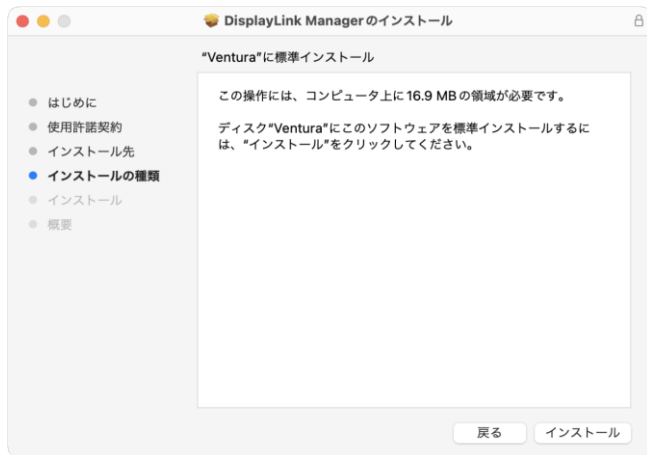 DisplayLink Managerのインストール
“Ventura”に標準インストール
はじめに
使用許諾契約
インストール先
インストールの種類
インストール
概要
この操作には、コンピュータ上に16.9 MBの領域が必要です。
ディスク“Ventura”にこのソフトウェアを標準インストールするに
は、“インストール”をクリックしてください。
戻る
インストール